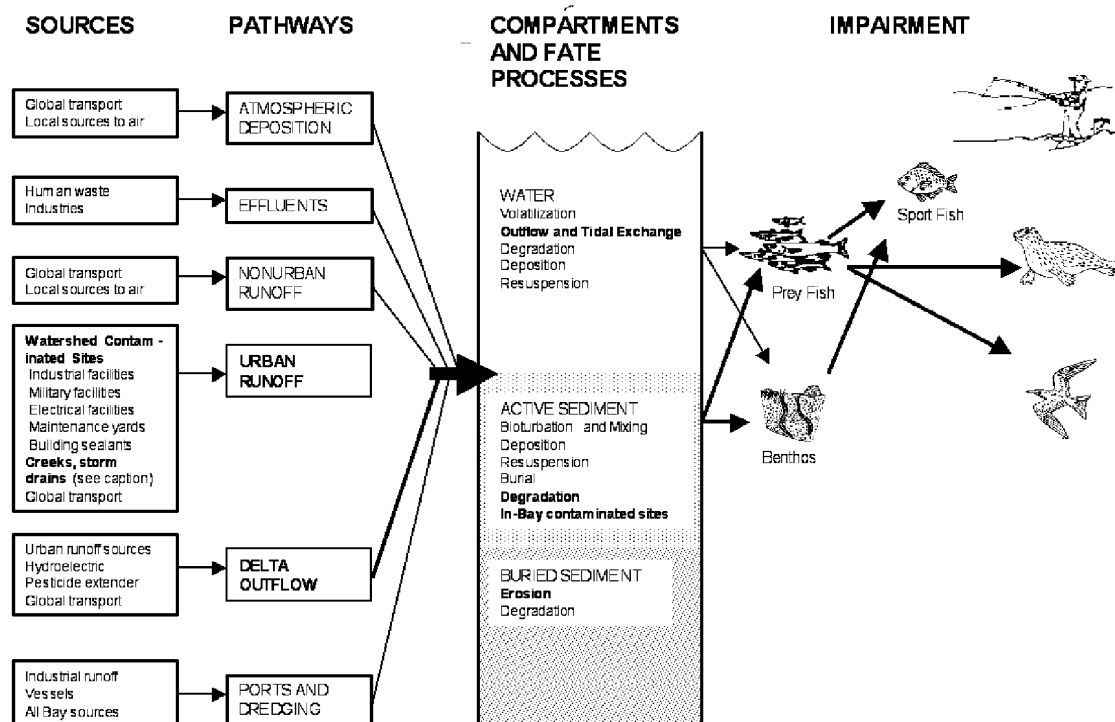 SOURCES
PATHWAYS
COMPARTMENTS
AND FATE
PROCESSES
IMPAIRMENT
Global transport
Local sources to air
ATMOSPHERIC
DEPOSITION
Human waste
Industries
EFFLUENTS
Global transport
Local sources to air
NONURBAN
RUNOFF
Watershed Contam -
inated Sites
Industrial facilities
Military facilities
Electrical facilities
Maintenance yards
Building sealants
Creeks, storm
drains (see caption)
Global transport
URBAN
RUNOFF
Urban runoff sources
Hydroelectric
Pesticide extender
Global transport
DELTA
OUTFLOW
Industrial runoff
Vessels
All Bay sources
PORTS AND
DREDGING
WATER
Volatilization
Outflow and Tidal Exchange
Degradation
Deposition
Resuspension
ACTIVE SEDIMENT
Bioturbation and Mixing
Deposition
Resuspension
Burial
Degradation
In-Bay contaminated sites
BURIED SEDIMENT
Erosion
Degradation
Prey Fish
Benthos
Sport Fish